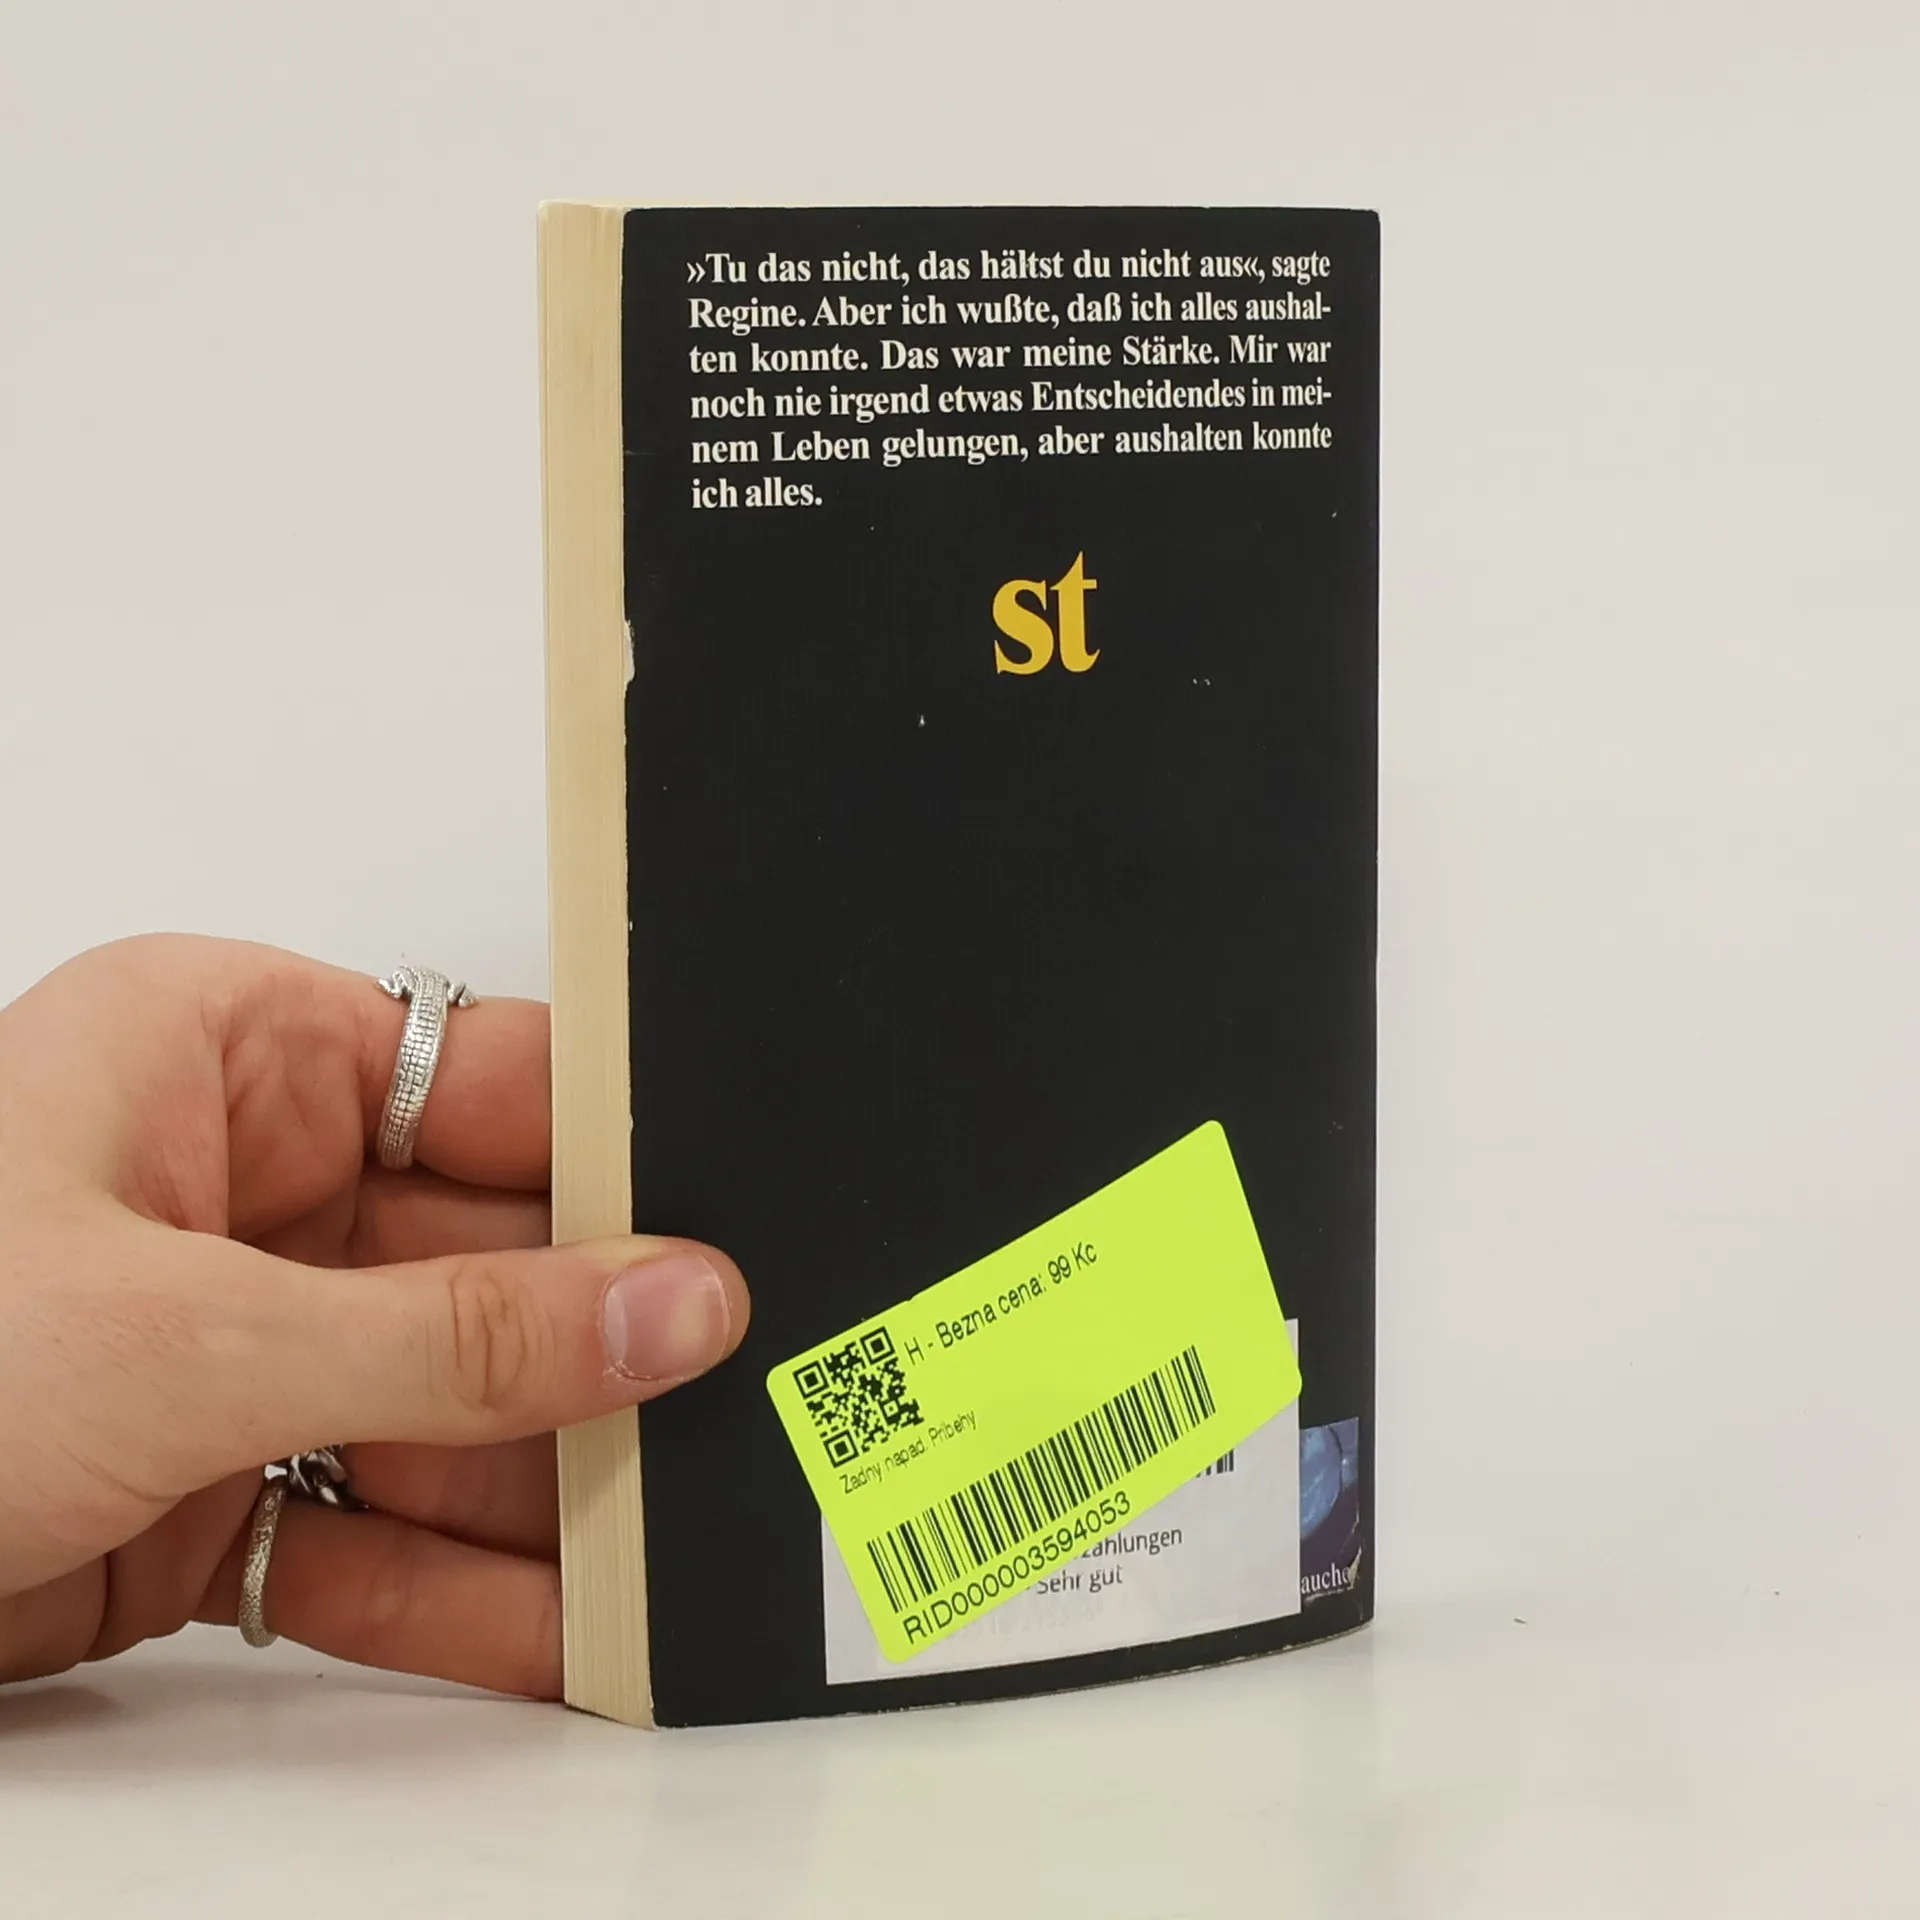 »Tu das nicht, das hältst du nicht aus«, sagte
Regine. Aber ich wußte, daß ich alles aushal-
ten konnte. Das war meine Stärke. Mir war
noch nie irgend etwas Entscheidendes in mei-
nem Leben gelungen, aber aushalten konnte
ich alles.
st
H - Bezna cena: 99 Kc
Zadny napad. Pribehy
RID000003594053
zählungen
Sehr gut
auche